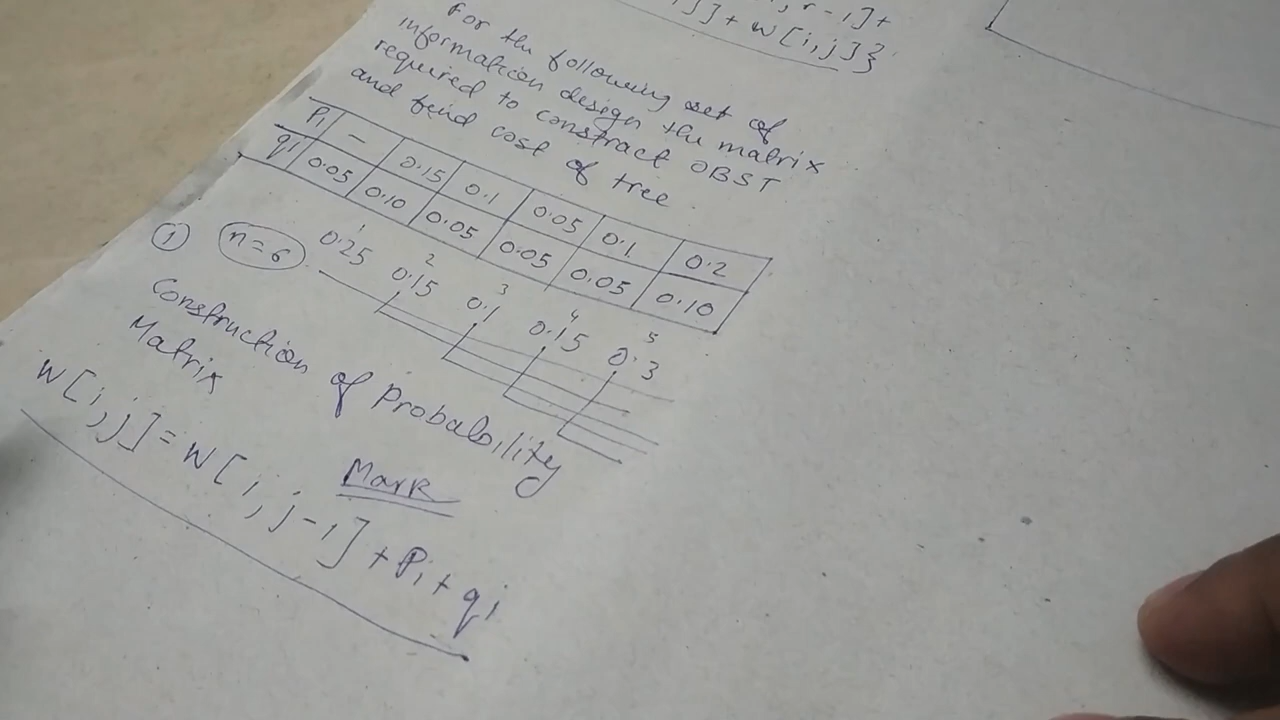 , r-1]+
j]] + w[i,j]}
For the following set of
information design the matrix
required to constract OBST
and find cost of tree
Pi — 0.15 0.1 0.05 0.1 0.2
qi 0.05 0.10 0.05 0.05 0.05 0.10
1 2 3 4 5
① n=6 0.25 0.15 0.1 0.15 0.3
Construction of Probability
Matrix
Mark
W[i,j] = W[i,j-1] + Pi + qi